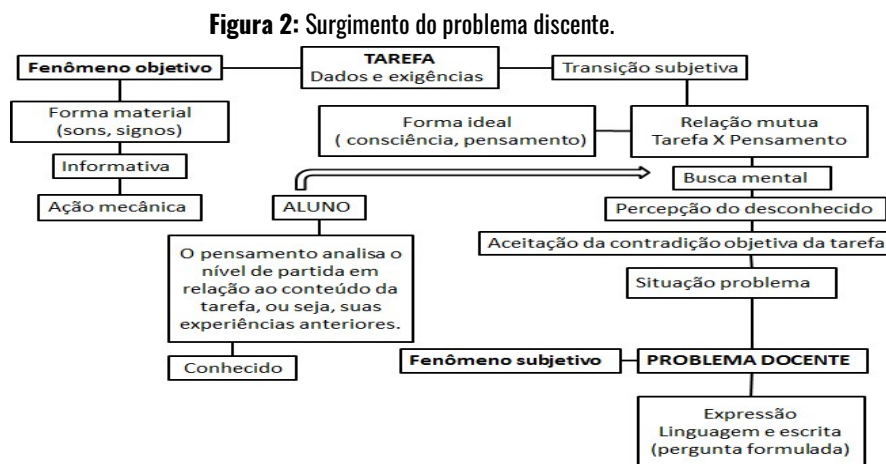 Figura 2: Surgimento do problema discente.
TAREFA
Dados e exigências
Fenômeno objetivo
Transição subjetiva
Forma material
(sons, signos)
Forma ideal
( consciência, pensamento)
Relação mutua
Tarefa X Pensamento
Informativa
Busca mental
Ação mecânica
ALUNO
Percepção do desconhecido
Aceitação da contradição objetiva da tarefa
O pensamento analisa o
nível de partida em
relação ao conteúdo da
tarefa, ou seja, suas
experiências anteriores.
Situação problema
Conhecido
Fenômeno subjetivo
PROBLEMA DOCENTE
Expressão
Linguagem e escrita
(pergunta formulada)